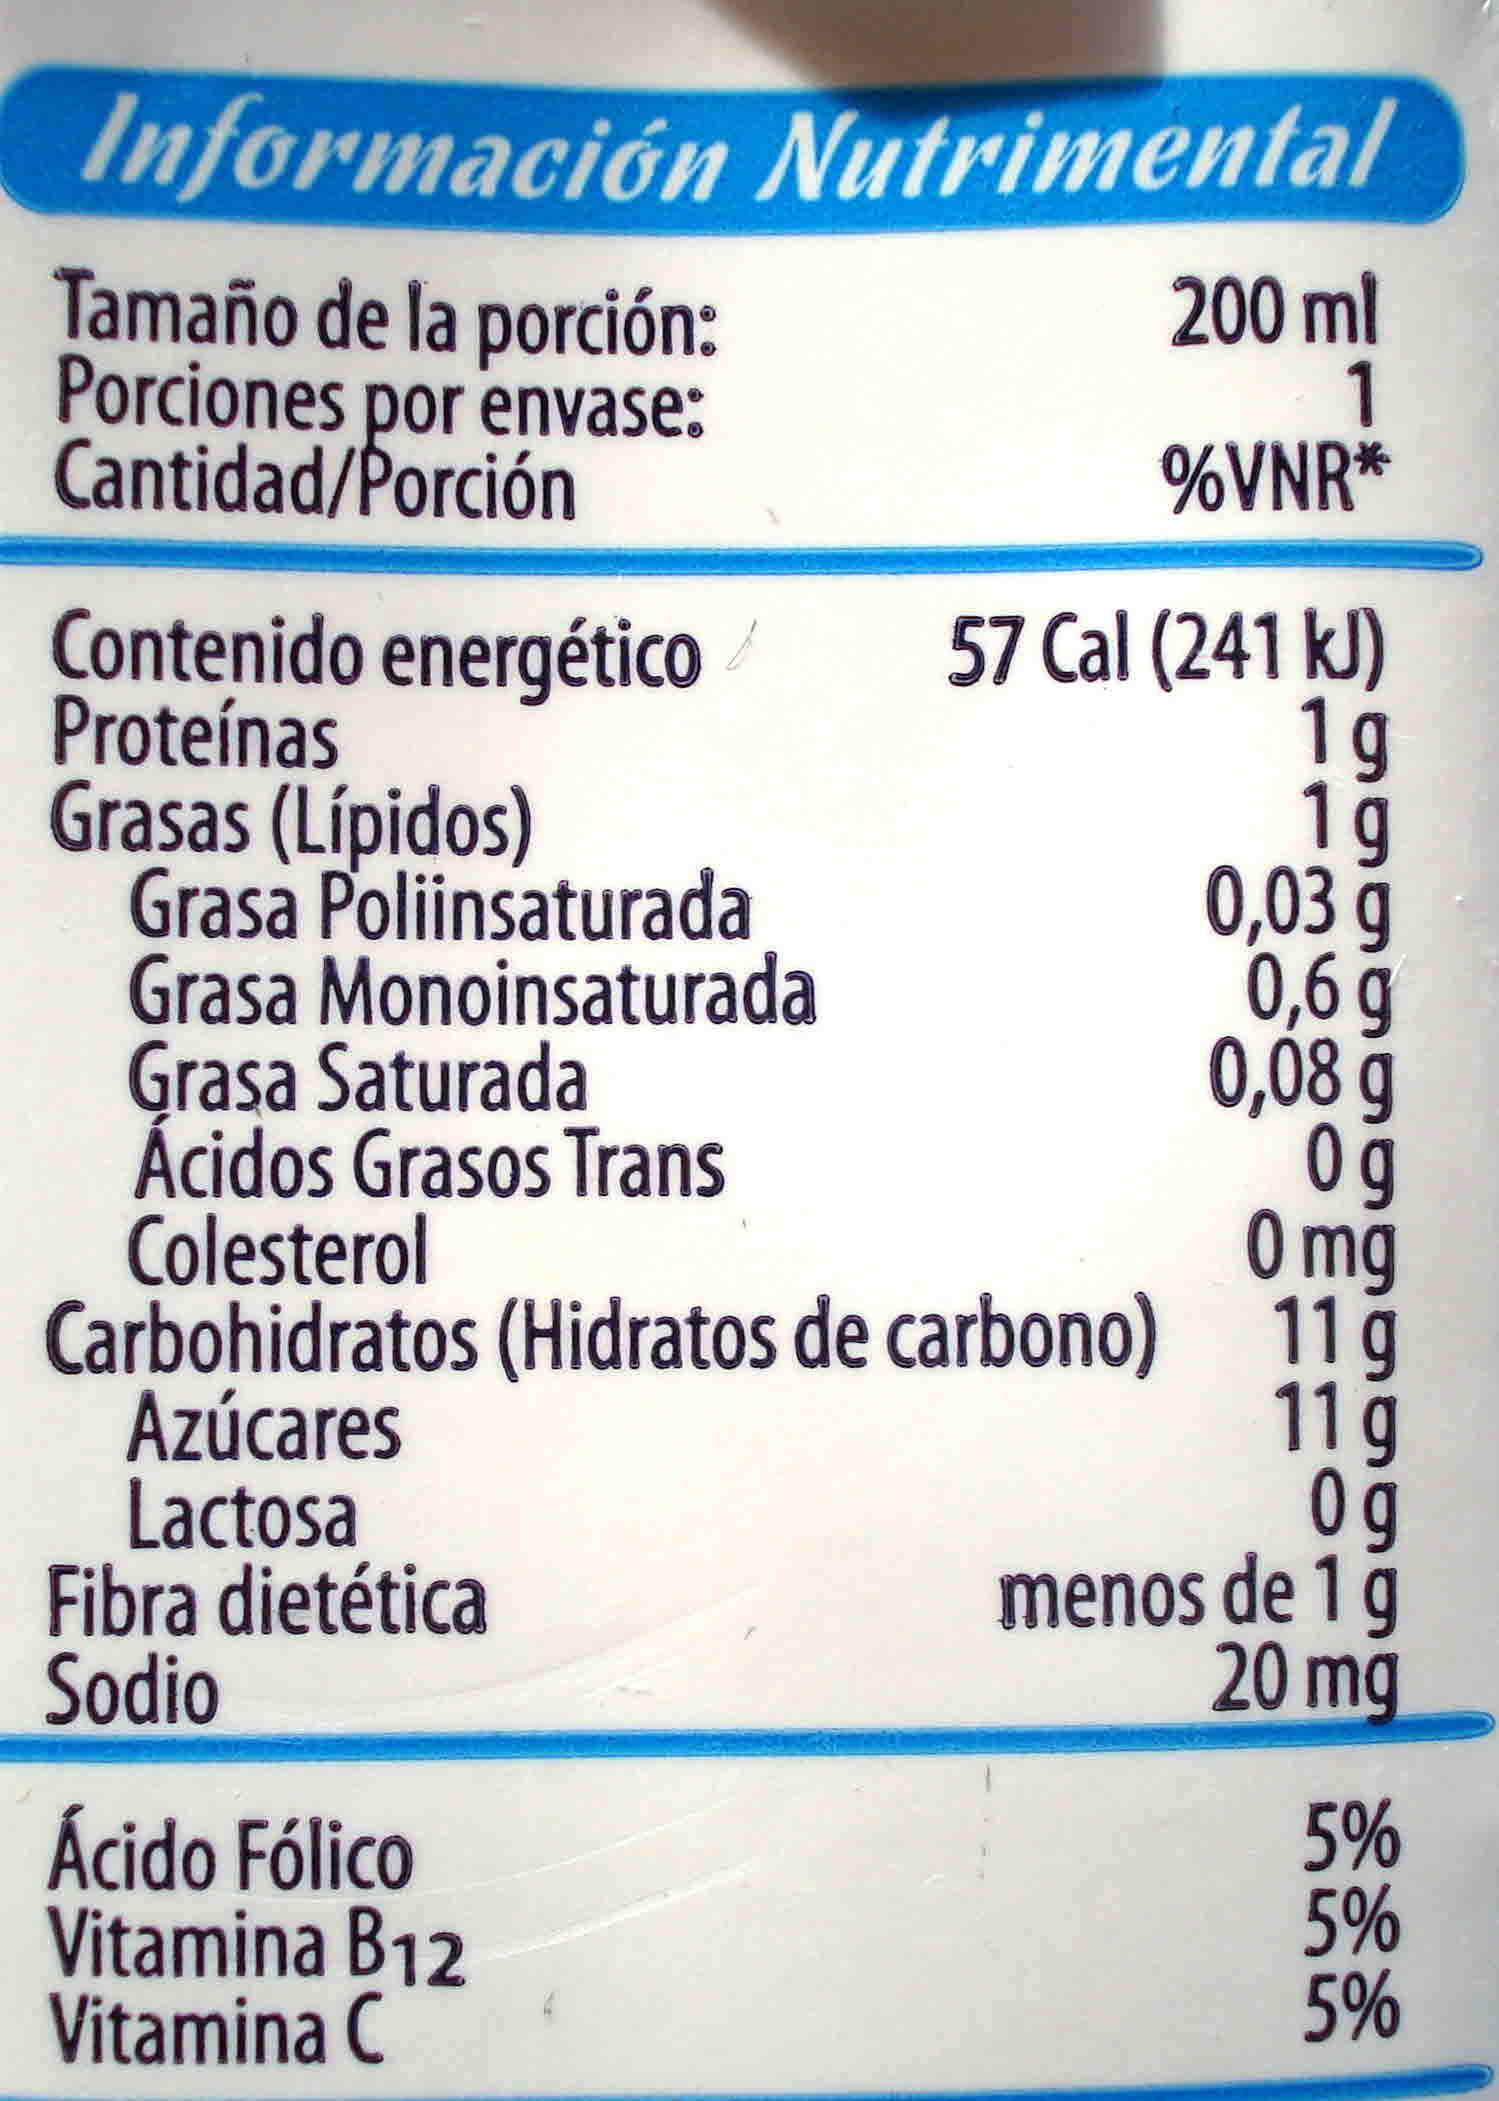 Información Nutrimental
Tamaño de la porción: 200 ml
Porciones por envase: 1
Cantidad/Porción %VNR*
Contenido energético 57 Cal (241 kJ)
Proteínas 1 g
Grasas (Lípidos) 1 g
Grasa Poliinsaturada 0,03 g
Grasa Monoinsaturada 0,6 g
Grasa Saturada 0,08 g
Ácidos Grasos Trans 0 g
Colesterol 0 mg
Carbohidratos (Hidratos de carbono) 11 g
Azúcares 11 g
Lactosa 0 g
Fibra dietética menos de 1 g
Sodio 20 mg
Ácido Fólico 5%
Vitamina B12 5%
Vitamina C 5%